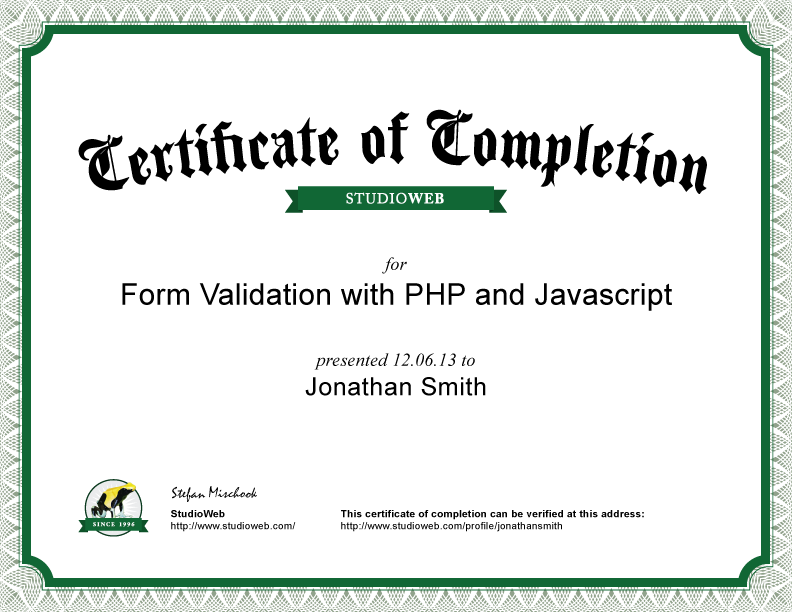 Certificate of Completion
STUDIOWEB
for
Form Validation with PHP and Javascript
presented 12.06.13 to
Jonathan Smith
SINCE 1996
Stefan Mischook
StudioWeb
http://www.studioweb.com/
This certificate of completion can be verified at this address:
http://www.studioweb.com/profile/jonathansmith